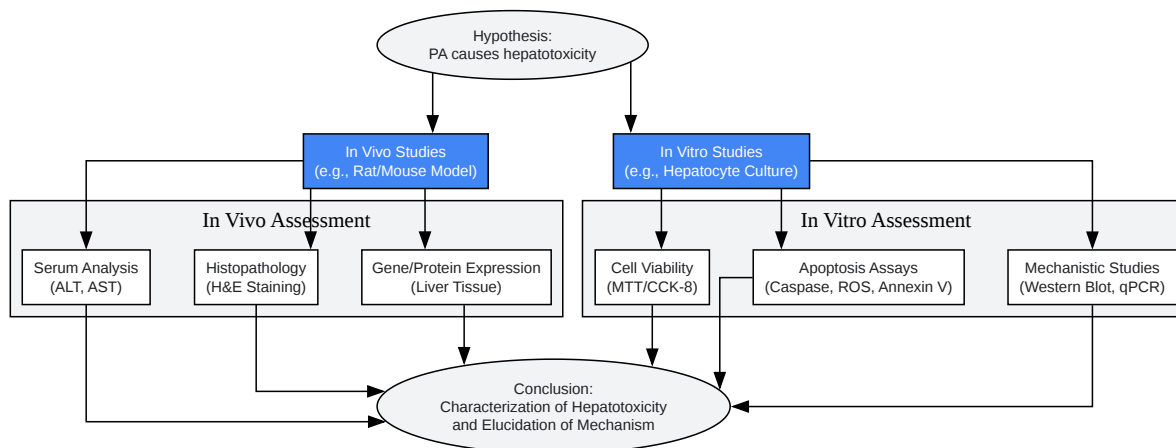 Hypothesis:
PA causes hepatotoxicity
In Vivo Studies
(e.g., Rat/Mouse Model)
In Vitro Studies
(e.g., Hepatocyte Culture)
In Vivo Assessment
Serum Analysis
(ALT, AST)
Histopathology
(H&E Staining)
Gene/Protein Expression
(Liver Tissue)
In Vitro Assessment
Cell Viability
(MTT/CCK-8)
Apoptosis Assays
(Caspase, ROS, Annexin V)
Mechanistic Studies
(Western Blot, qPCR)
Conclusion:
Characterization of Hepatotoxicity
and Elucidation of Mechanism